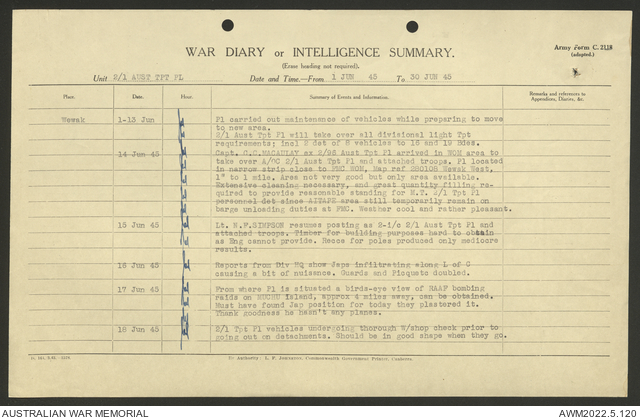 WAR DIARY or INTELLIGENCE SUMMARY.
Army Form C. 2118
(adapted.)
(Erase heading not required).
Unit 2/1 AUST TPT PL Date and Time.—From 1 JUN 45 To 30 JUN 45
Place. Date. Hour. Summary of Events and Information. Remarks and references to
Appendices, Diaries, &c.
Wewak 1-13 Jun Pl carried out maintenance of vehicles while preparing to move
to new area.
2/1 Aust Tpt Pl will take over all divisional light Tpt
requirements; incl 2 det of 8 vehicles to 16 and 19 Bdes.
14 Jun 45 Capt. C.C. MACAULAY ex 2/96 Aust Tpt Pl arrived in WOM area to
take over A/OC 2/1 Aust Tpt Pl and attached troops. Pl located
in narrow strip close to FMC WOM, Map ref 286108 Wewak West,
1" to 1 mile. Area not very good but only area available.
Extensive cleaning necessary, and great quantity filling re-
quired to provide reasonable standing for M.T. 2/1 Tpt Pl
personnel det since AITAPE area still temporarily remain on
barge unloading duties at FMC. Weather cool and rather pleasant.
15 Jun 45 Lt. N.F. SIMPSON resumes posting as 2-i/c 2/1 Aust Tpt Pl and
attached troops. Timber for building purposes hard to obtain
as Eng cannot provide. Recce for poles produced only mediocre
results.
16 Jun 45 Reports from Div HQ show Japs infiltrating along L of C
causing a bit of nuisance. Guards and Picquets doubled.
17 Jun 45 From where Pl is situated a birds-eye view of RAAF bombing
raids on MUSHU Island, approx 4 miles away, can be obtained.
Must have found Jap position for today they plastered it.
Thank goodness he hasn't any planes.
18 Jun 45 2/1 Tpt Pl vehicles undergoing thorough W/shop check prior to
going out on detachments. Should be in good shape when they go.
By Authority: L. F. Johnston, Commonwealth Government Printer, Canberra.
AUSTRALIAN WAR MEMORIAL
AWM2022.5.120